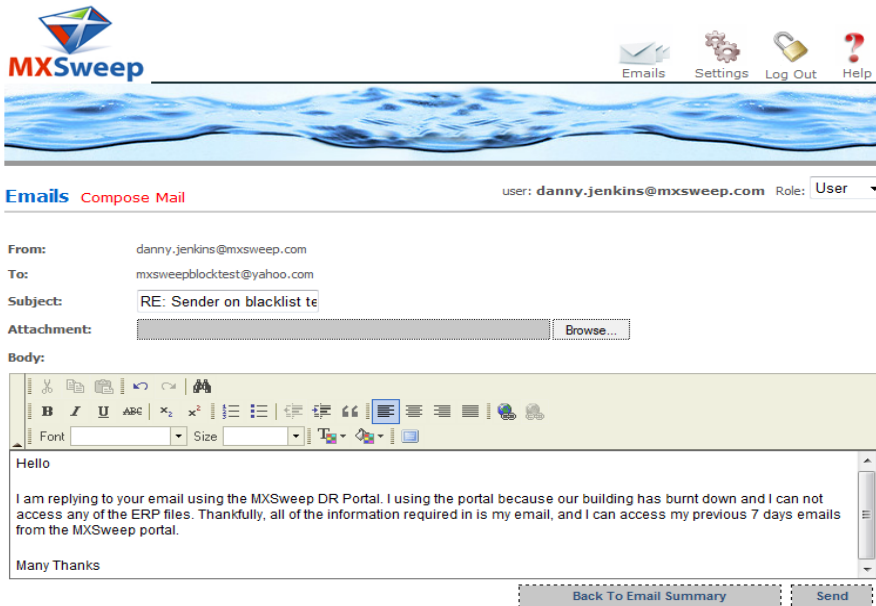 MXSweep
Emails Settings Log Out Help
Emails Compose Mail user: danny.jenkins@mxsweep.com Role: User
From: danny.jenkins@mxsweep.com
To: mxsweepblocktest@yahoo.com
Subject: RE: Sender on blacklist te
Attachment: Browse...
Body:
B I U ABC x₂ x²
Font Size
Hello
I am replying to your email using the MXSweep DR Portal. I using the portal because our building has burnt down and I can not
access any of the ERP files. Thankfully, all of the information required in is my email, and I can access my previous 7 days emails
from the MXSweep portal.
Many Thanks
Back To Email Summary Send